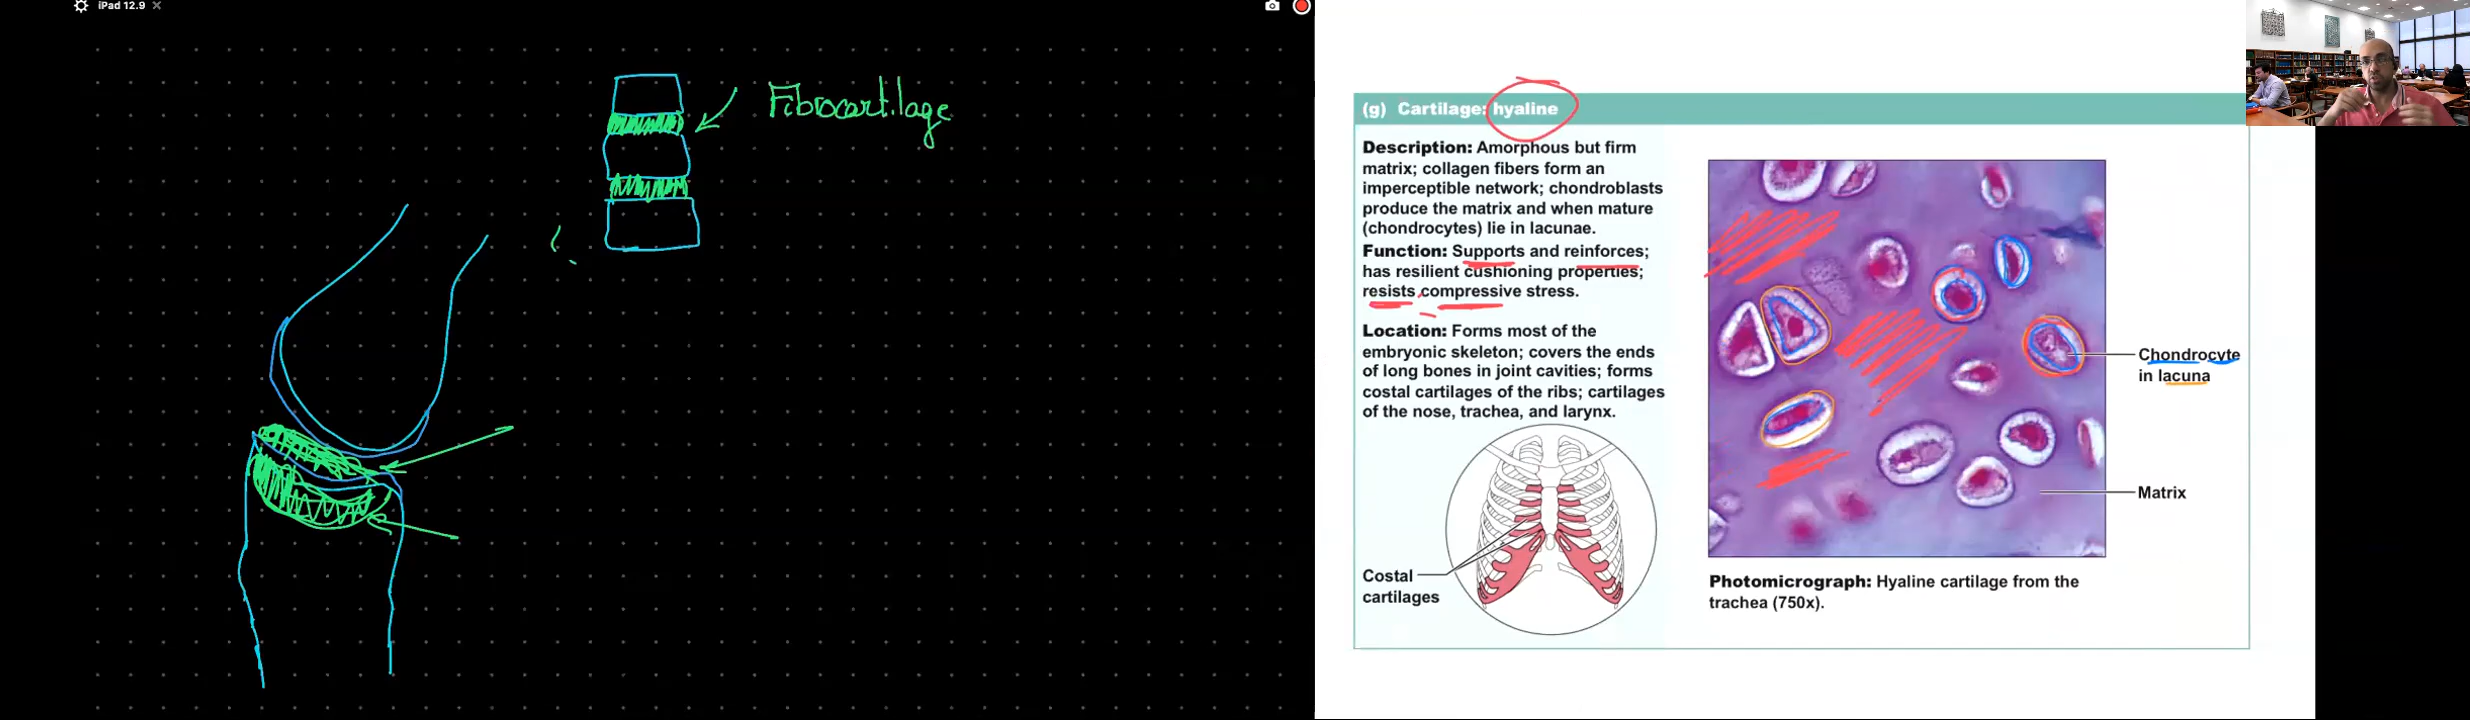 iPad 12.9
Fibrocartilage
(g) Cartilage: hyaline
Description: Amorphous but firm
matrix; collagen fibers form an
imperceptible network; chondroblasts
produce the matrix and when mature
(chondrocytes) lie in lacunae.
Function: Supports and reinforces;
has resilient cushioning properties;
resists compressive stress.
Location: Forms most of the
embryonic skeleton; covers the ends
of long bones in joint cavities; forms
costal cartilages of the ribs; cartilages
of the nose, trachea, and larynx.
Costal
cartilages
Chondrocyte
in lacuna
Matrix
Photomicrograph: Hyaline cartilage from the
trachea (750x).